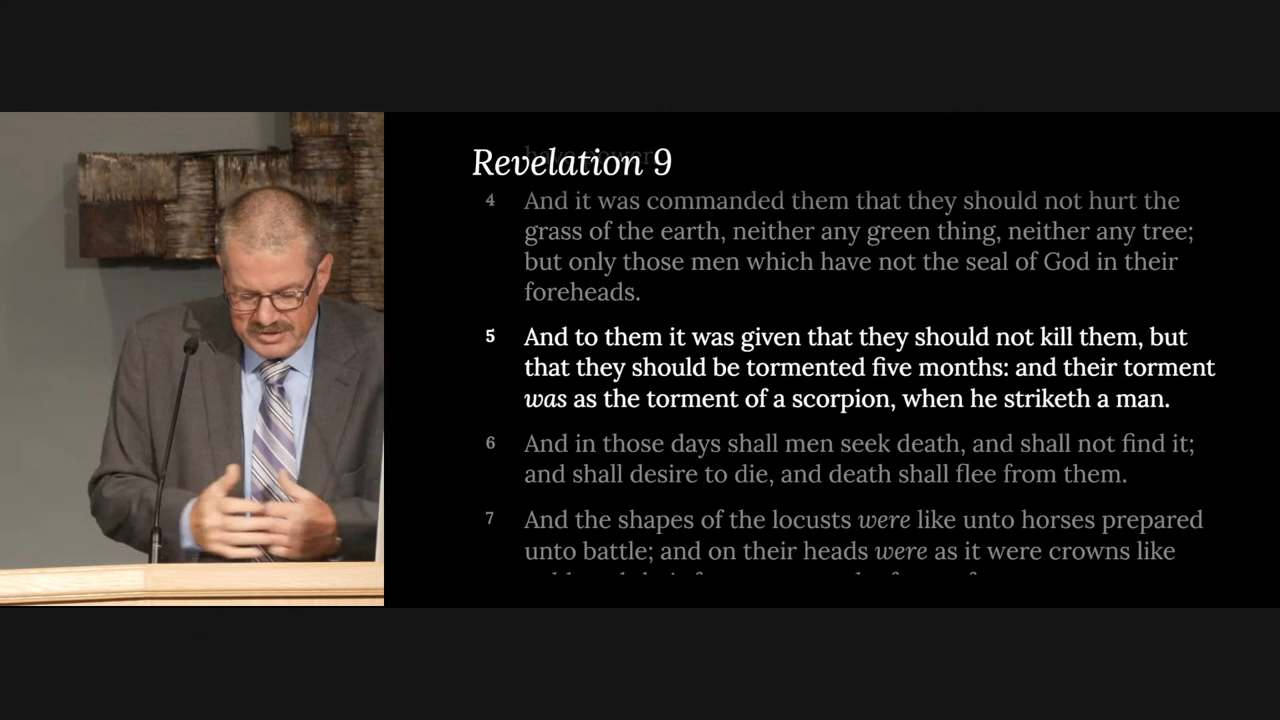 Revelation 9
4 And it was commanded them that they should not hurt the
grass of the earth, neither any green thing, neither any tree;
but only those men which have not the seal of God in their
foreheads.
5 And to them it was given that they should not kill them, but
that they should be tormented five months: and their torment
was as the torment of a scorpion, when he striketh a man.
6 And in those days shall men seek death, and shall not find it;
and shall desire to die, and death shall flee from them.
7 And the shapes of the locusts were like unto horses prepared
unto battle; and on their heads were as it were crowns like